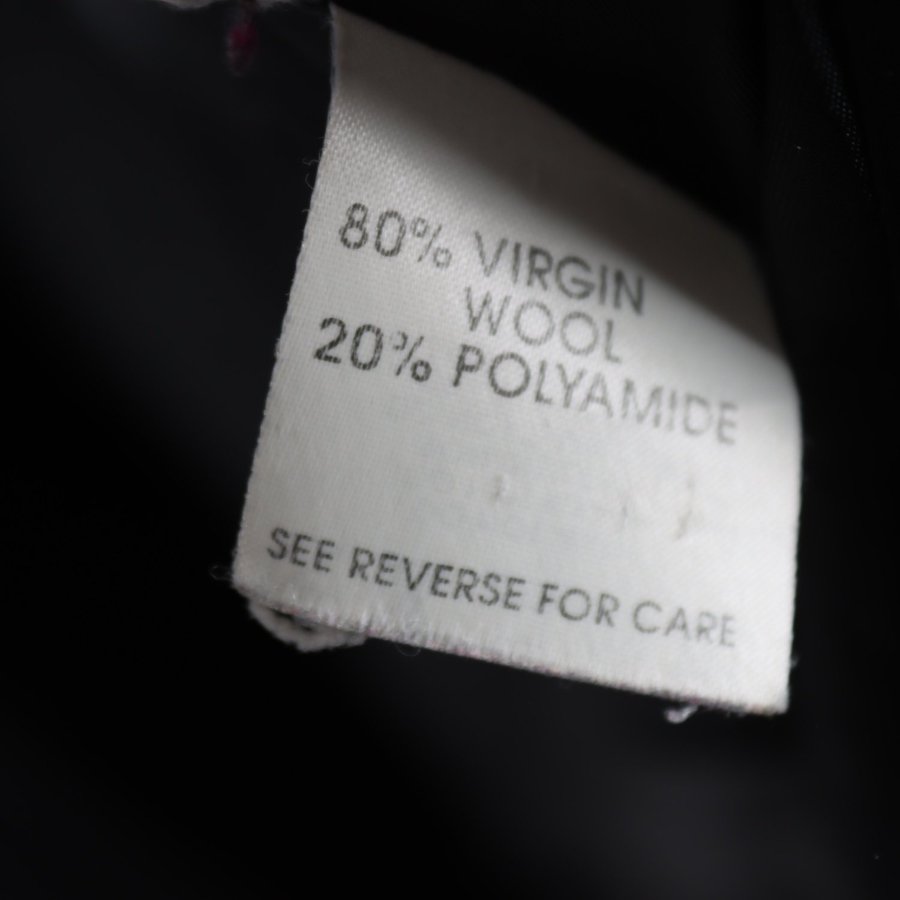 80% VIRGIN
WOOL
20% POLYAMIDE
SEE REVERSE FOR CARE